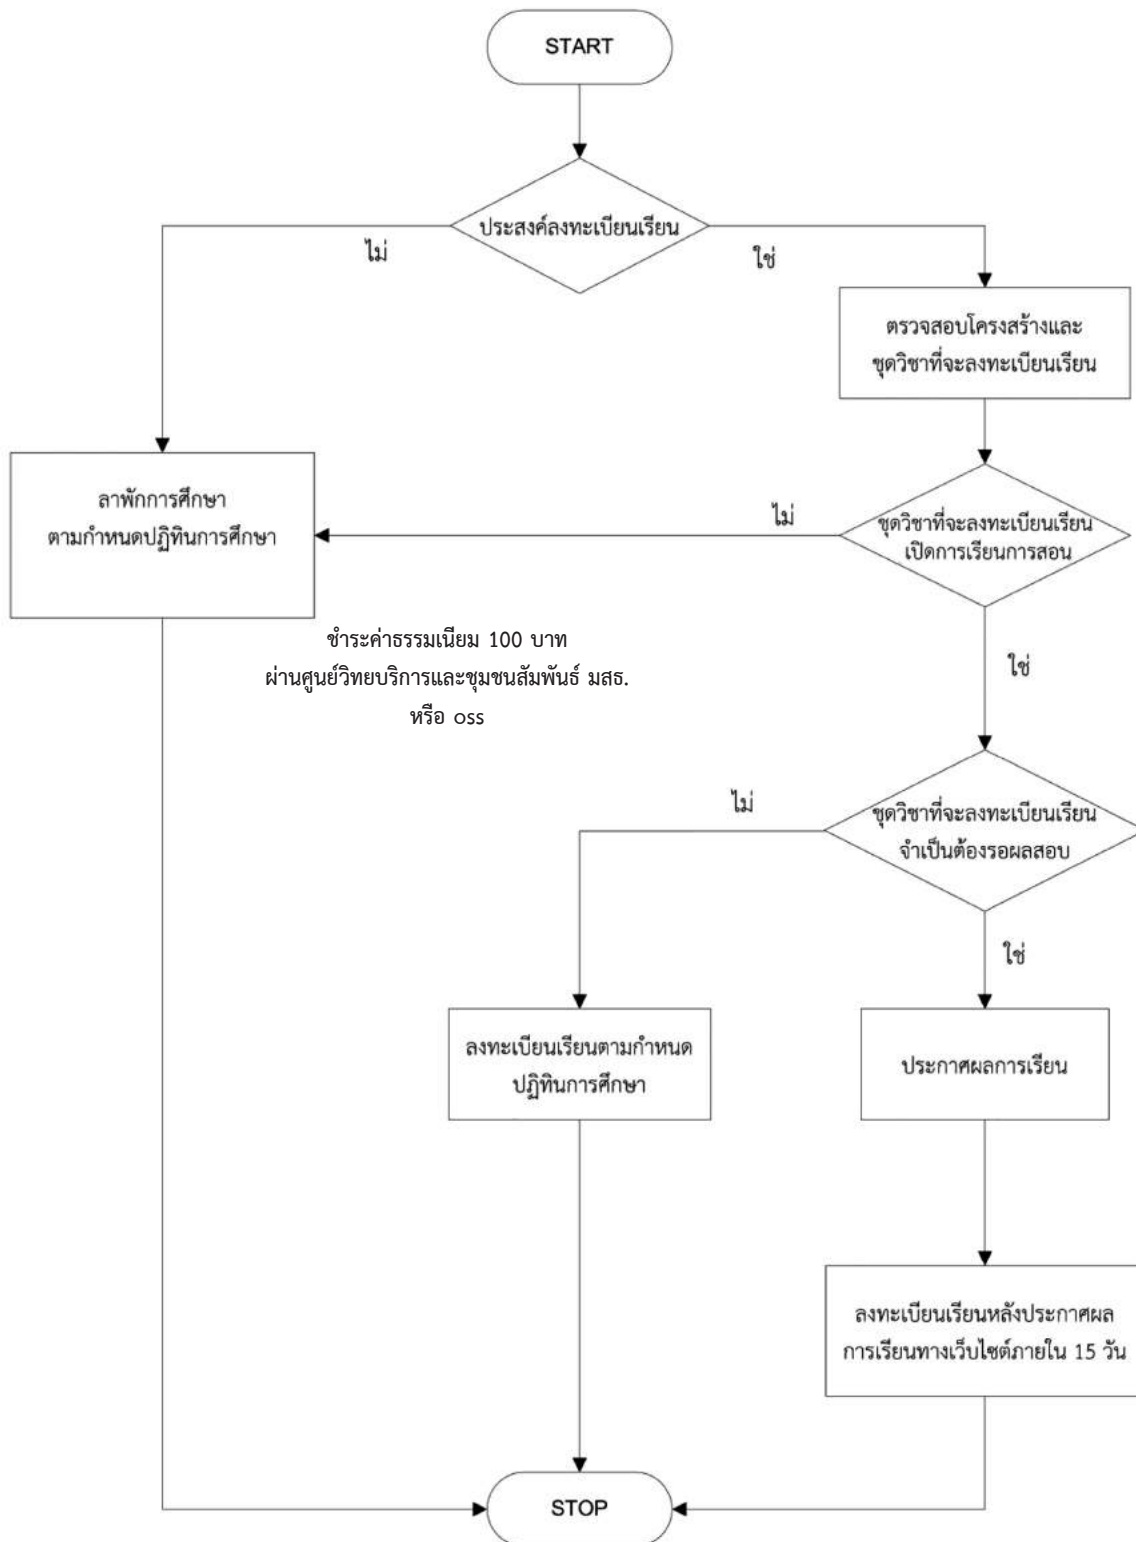 START
ประสงค์ลงทะเบียนเรียน
ไม่
ใช่
ตรวจสอบโครงสร้างและ
ชุดวิชาที่จะลงทะเบียนเรียน
ลาพักการศึกษา
ตามกำหนดปฏิทินการศึกษา
ไม่
ชุดวิชาที่จะลงทะเบียนเรียน
เปิดการเรียนการสอน
ชำระค่าธรรมเนียม 100 บาท
ผ่านศูนย์วิทยบริการและชุมชนสัมพันธ์ มสธ.
หรือ oss
ใช่
ไม่
ชุดวิชาที่จะลงทะเบียนเรียน
จำเป็นต้องรอผลสอบ
ใช่
ลงทะเบียนเรียนตามกำหนด
ปฏิทินการศึกษา
ประกาศผลการเรียน
ลงทะเบียนเรียนหลังประกาศผล
การเรียนทางเว็บไซต์ภายใน 15 วัน
STOP